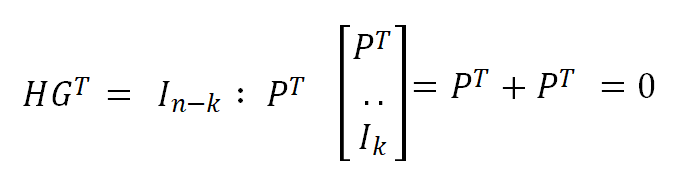 HG^T = I_{n-k} : P^T [P^T .. I_k] = P^T + P^T = 0